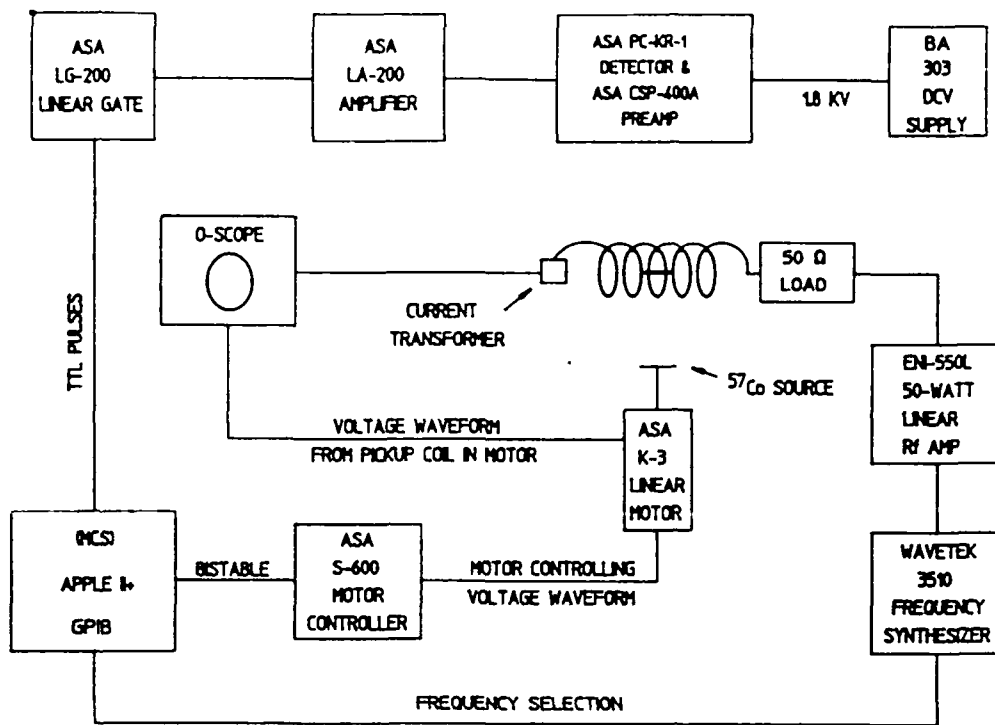 ASA
LG-200
LINEAR GATE
ASA
LA-200
AMPLIFIER
ASA PC-KR-1
DETECTOR &
ASA CSP-400A
PREAMP
1.8 KV
BA
303
DCV
SUPPLY
O-SCOPE
CURRENT
TRANSFORMER
50 Ω
LOAD
TTL PULSES
57Co SOURCE
ENI-550L
50-WATT
LINEAR
Rf AMP
VOLTAGE WAVEFORM
FROM PICKUP COIL IN MOTOR
ASA
K-3
LINEAR
MOTOR
(MCS)
APPLE II+
GPIB
BISTABLE
ASA
S-600
MOTOR
CONTROLLER
MOTOR CONTROLLING
VOLTAGE WAVEFORM
WAVETEK
3510
FREQUENCY
SYNTHESIZER
FREQUENCY SELECTION